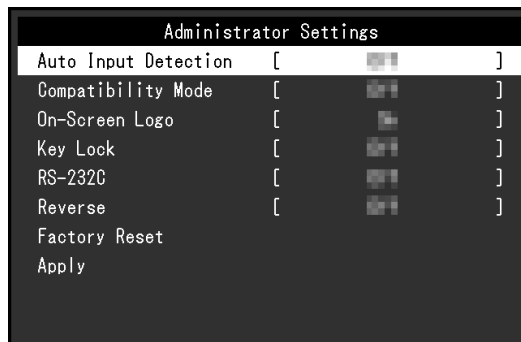 Administrator Settings
Auto Input Detection [ ]
Compatibility Mode [ ]
On-Screen Logo [ ]
Key Lock [ ]
RS-232C [ ]
Reverse [ ]
Factory Reset
Apply